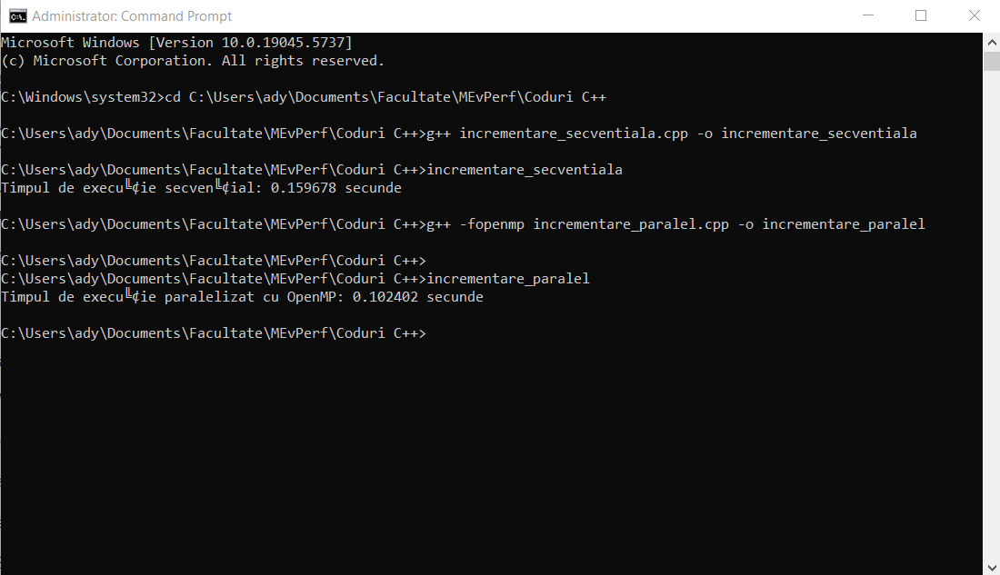 Administrator: Command Prompt
Microsoft Windows [Version 10.0.19045.5737]
(c) Microsoft Corporation. All rights reserved.
C:\Windows\system32>cd C:\Users\ady\Documents\Facultate\MEvPerf\Coduri C++
C:\Users\ady\Documents\Facultate\MEvPerf\Coduri C++>g++ incrementare_secventiala.cpp -o incrementare_secventiala
C:\Users\ady\Documents\Facultate\MEvPerf\Coduri C++>incrementare_secventiala
Timpul de execu╚¢ie secven╚¢ial: 0.159678 secunde
C:\Users\ady\Documents\Facultate\MEvPerf\Coduri C++>g++ -fopenmp incrementare_paralel.cpp -o incrementare_paralel
C:\Users\ady\Documents\Facultate\MEvPerf\Coduri C++>
C:\Users\ady\Documents\Facultate\MEvPerf\Coduri C++>incrementare_paralel
Timpul de execu╚¢ie paralelizat cu OpenMP: 0.102402 secunde
C:\Users\ady\Documents\Facultate\MEvPerf\Coduri C++>